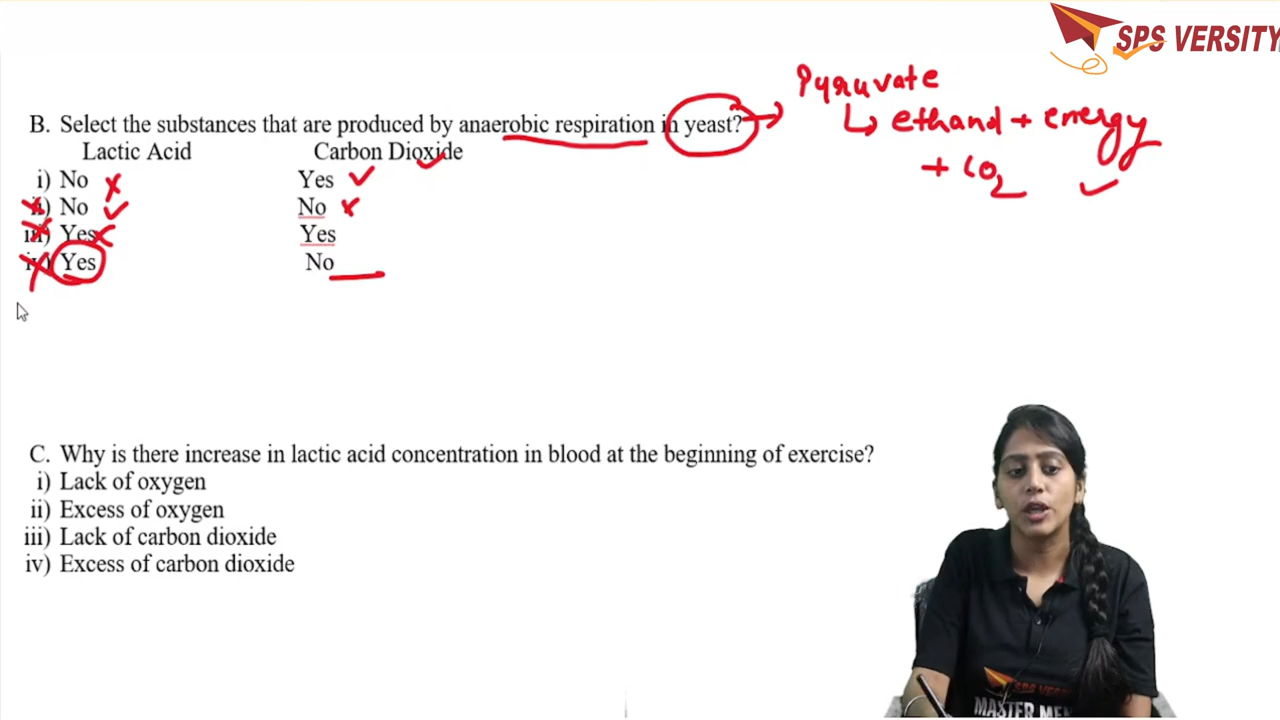 SPS VERSITY
Pyruvate
B. Select the substances that are produced by anaerobic respiration in yeast?
ethanol + energy
+ CO2
Lactic Acid Carbon Dioxide
i) No Yes
ii) No No
iii) Yes Yes
iv) Yes No
C. Why is there increase in lactic acid concentration in blood at the beginning of exercise?
i) Lack of oxygen
ii) Excess of oxygen
iii) Lack of carbon dioxide
iv) Excess of carbon dioxide
SPS
MASTER